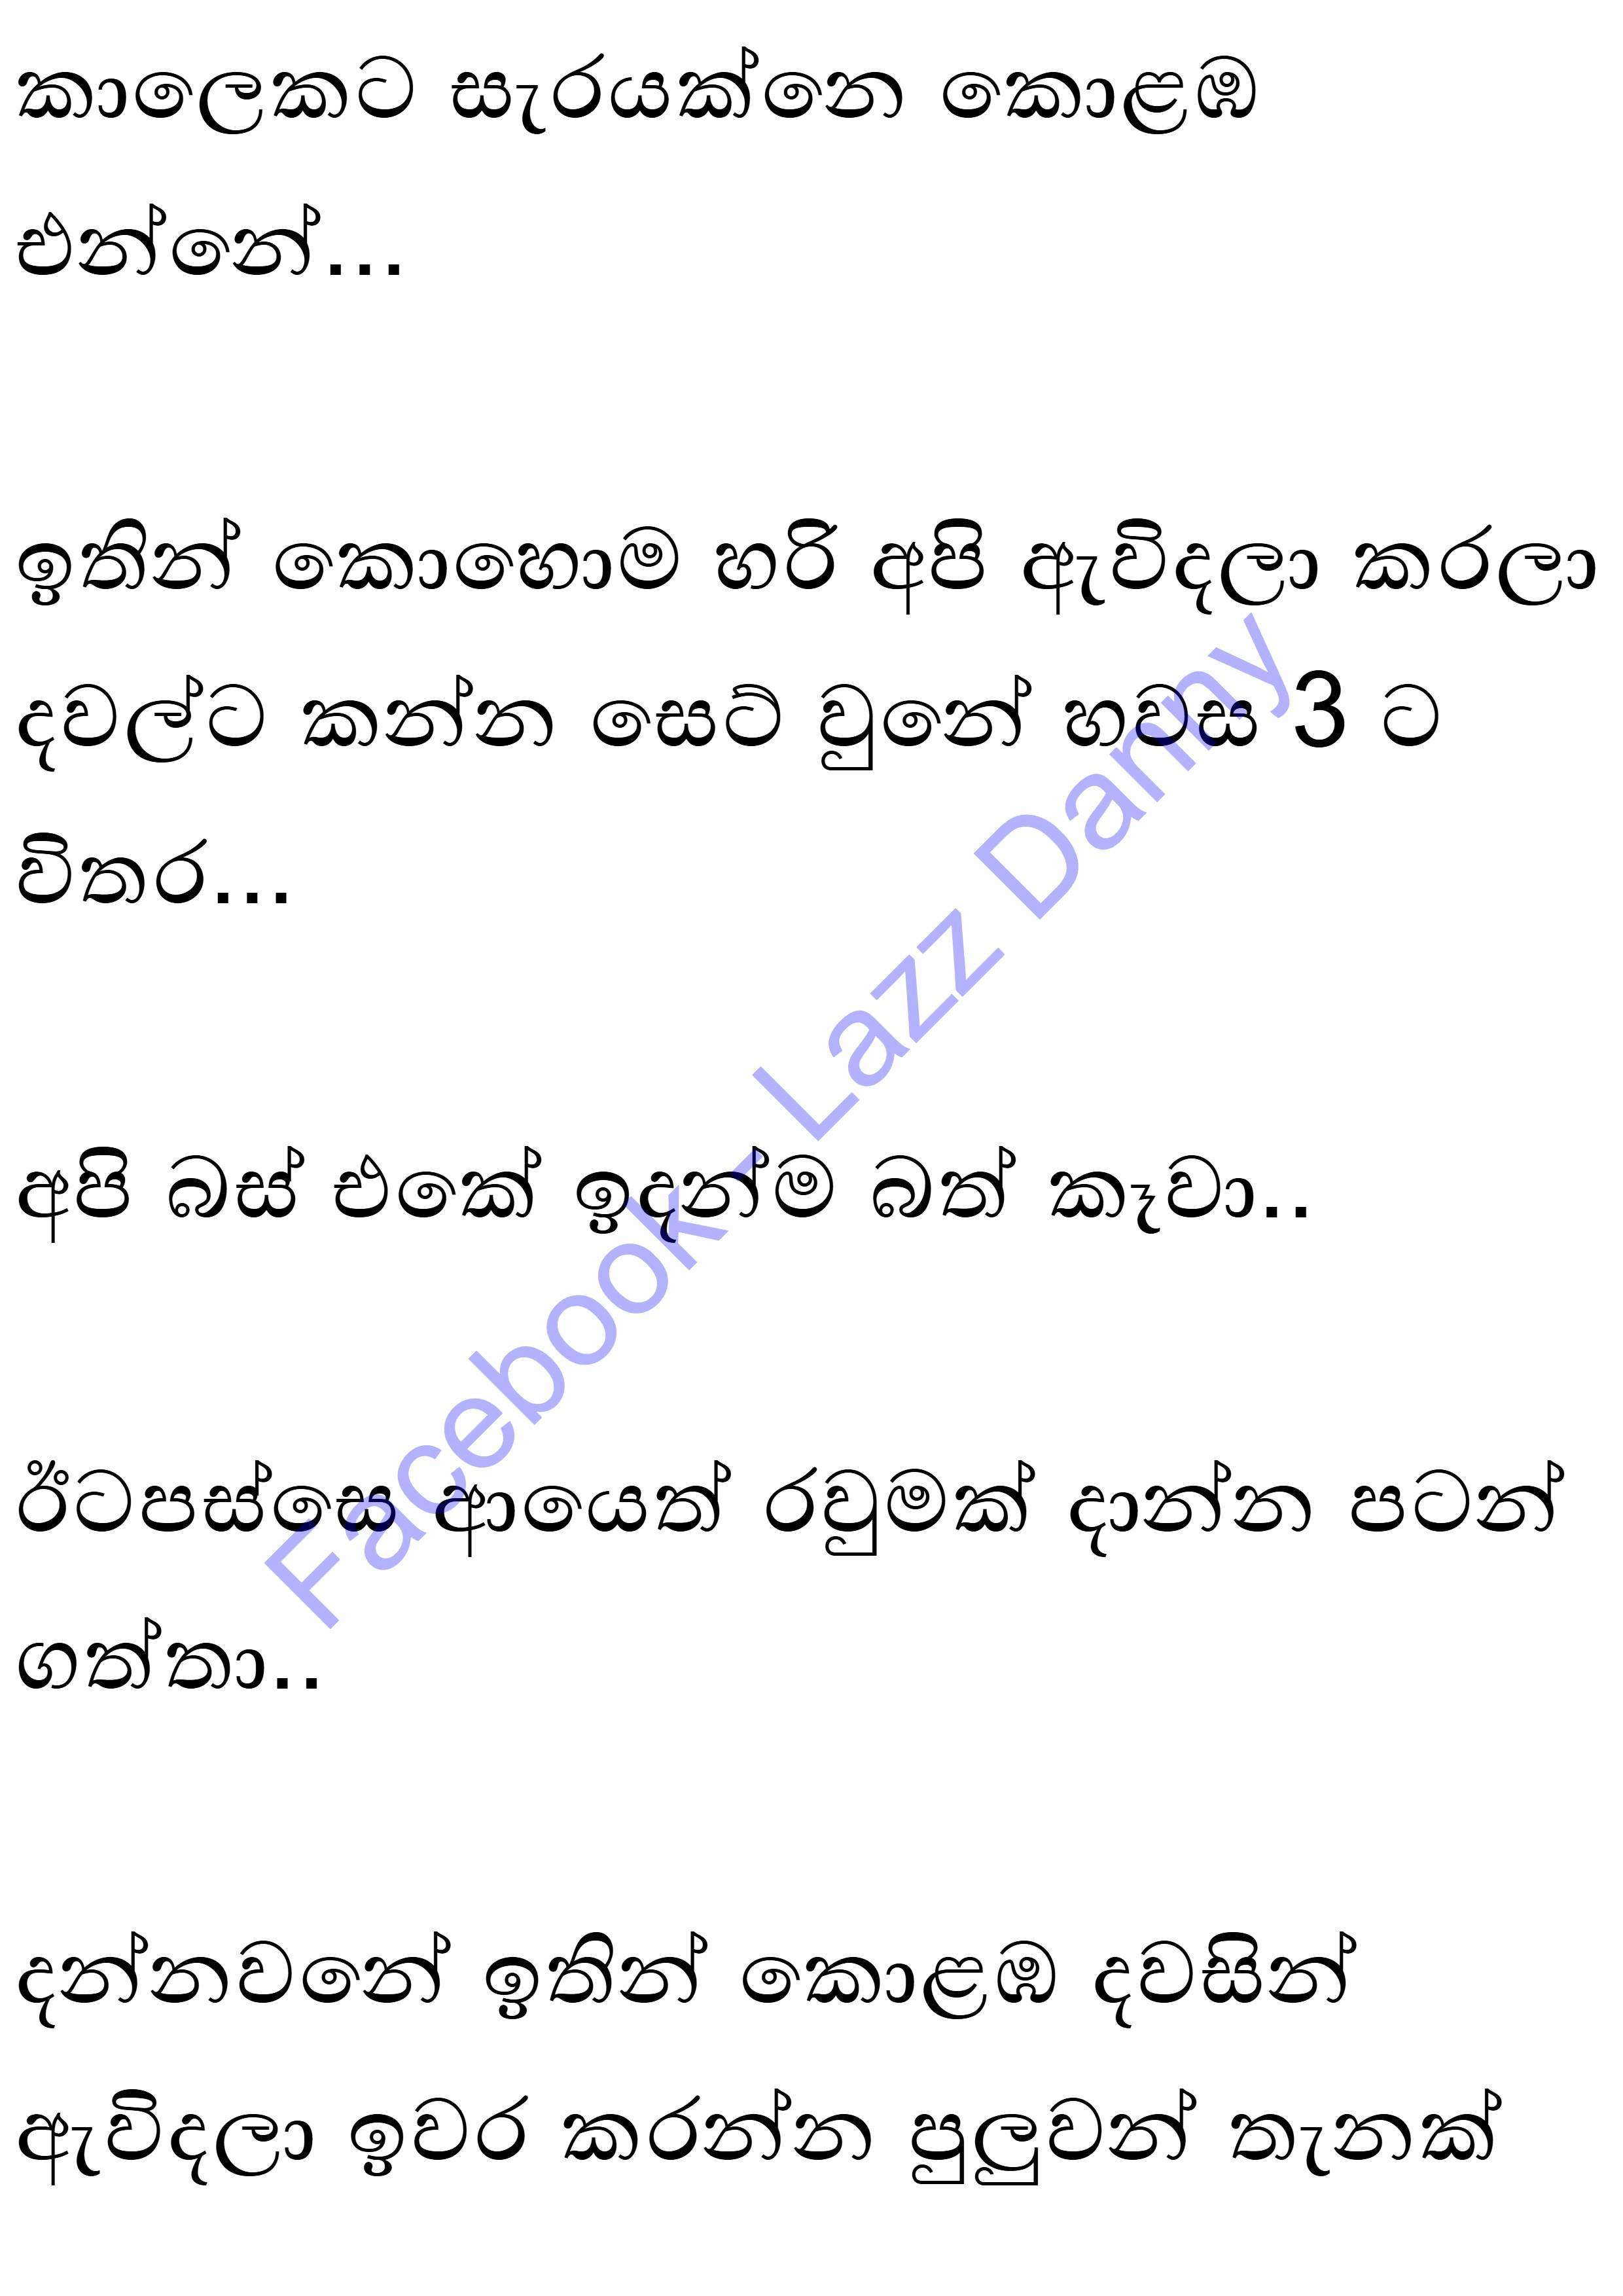 කාලෙකට සැරයක්නෙ කොළඹ
එන්නේ...
ඉතින් කොහොම හරි අපි ඇවිදලා කරලා
දවල්ට කන්න සෙට් වුනේ හවස 3 ට
විතර...
අපි බස් එකේ ඉදන්ම බත් කෑවා..
ඊටපස්සෙ ආයෙත් රවුමක් දාන්න පටන්
ගත්තා..
දන්නවනේ ඉතින් කොළඹ දවසින්
ඇවිදලා ඉවර කරන්න පුලුවන් තැනක්
Facebook - Lazz Danny